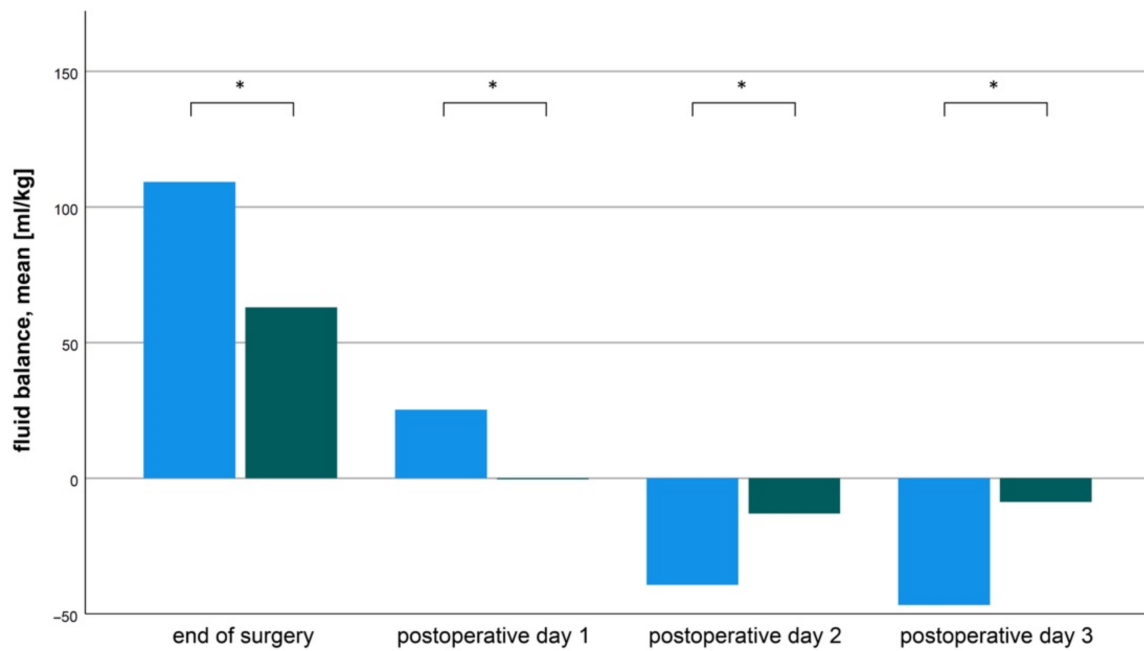 fluid balance, mean [ml/kg]
150
* * * *
100
50
0
−50
end of surgery postoperative day 1 postoperative day 2 postoperative day 3